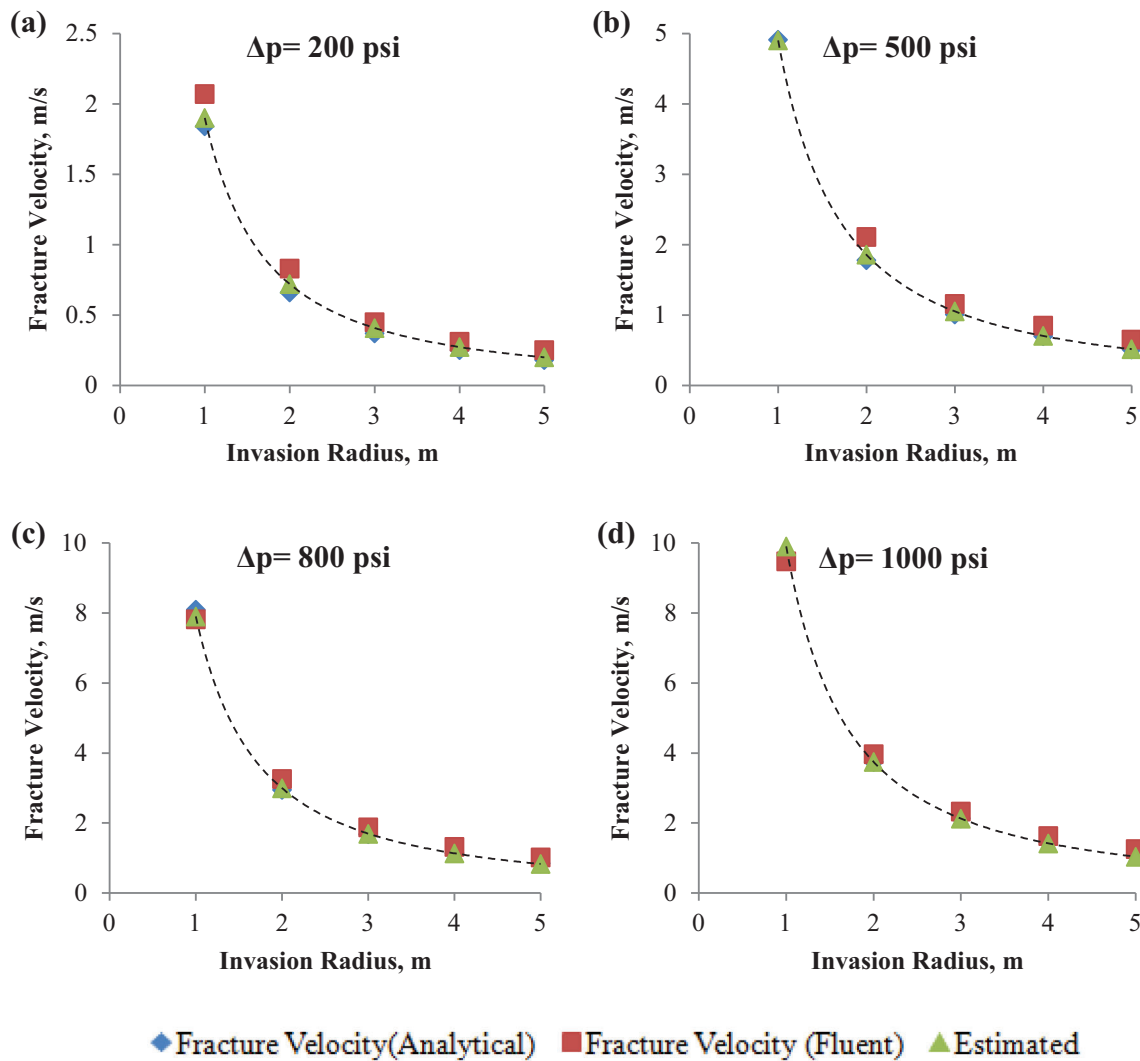 (a)
Δp= 200 psi
Fracture Velocity, m/s
2.5
2
1.5
1
0.5
0
0 1 2 3 4 5
Invasion Radius, m
(b)
Δp= 500 psi
Fracture Velocity, m/s
5
4
3
2
1
0
0 1 2 3 4 5
Invasion Radius, m
(c)
Δp= 800 psi
Fracture Velocity, m/s
10
8
6
4
2
0
0 1 2 3 4 5
Invasion Radius, m
(d)
Δp= 1000 psi
Fracture Velocity, m/s
10
8
6
4
2
0
0 1 2 3 4 5
Invasion Radius, m
Fracture Velocity(Analytical) Fracture Velocity (Fluent) Estimated